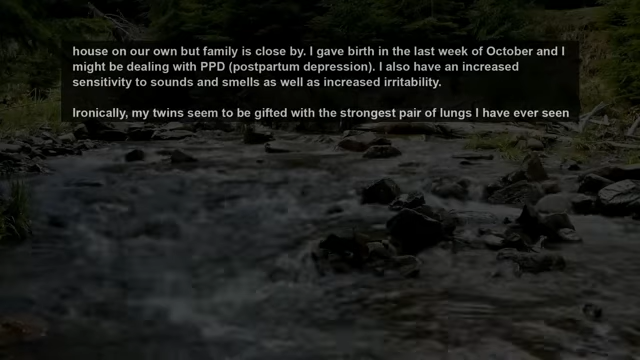 house on our own but family is close by. I gave birth in the last week of October and I
might be dealing with PPD (postpartum depression). I also have an increased
sensitivity to sounds and smells as well as increased irritability.
Ironically, my twins seem to be gifted with the strongest pair of lungs I have ever seen